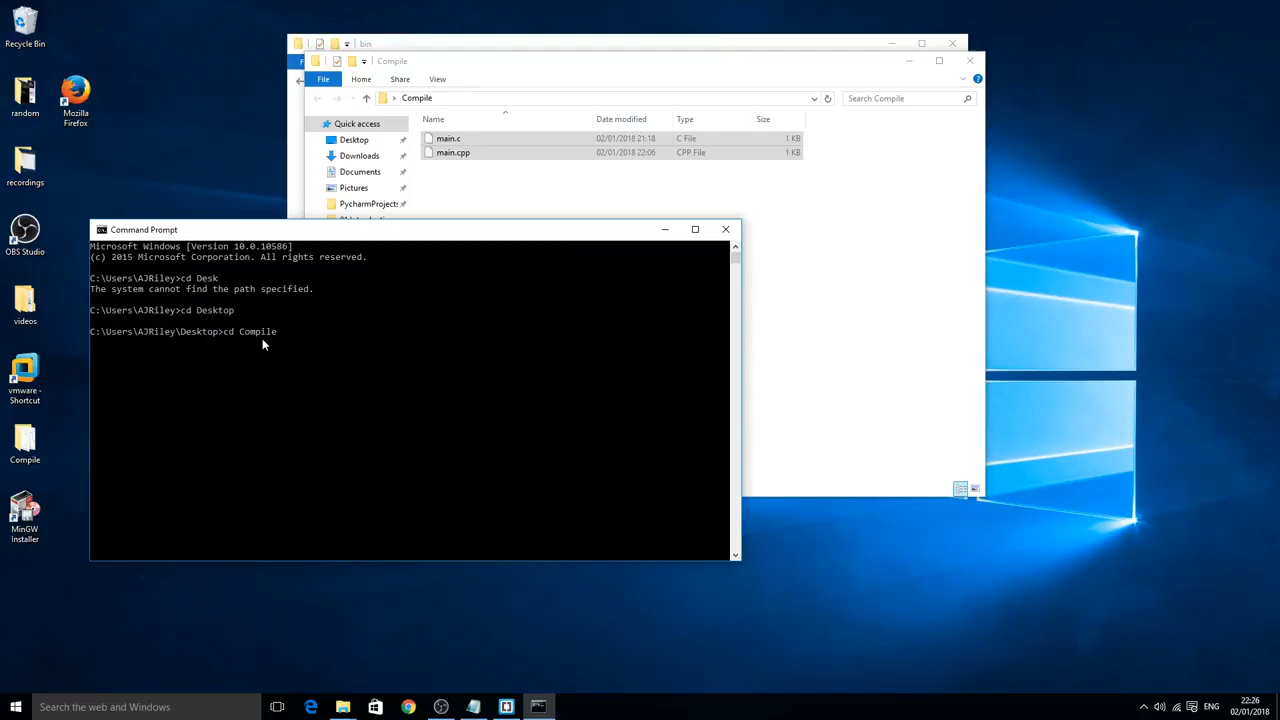 Recycle Bin
random
Mozilla
Firefox
recordings
OBS Studio
videos
vmware -
Shortcut
Compile
MinGW
Installer
bin
Compile
File
Home
Share
View
Compile
Search Compile
Quick access
Desktop
Downloads
Documents
Pictures
PycharmProjects
Name
Date modified
Type
Size
main.c
02/01/2018 21:18
C File
1 KB
main.cpp
02/01/2018 22:06
CPP File
1 KB
Command Prompt
Microsoft Windows [Version 10.0.10586]
(c) 2015 Microsoft Corporation. All rights reserved.
C:\Users\AJRiley>cd Desk
The system cannot find the path specified.
C:\Users\AJRiley>cd Desktop
C:\Users\AJRiley\Desktop>cd Compile
Search the web and Windows
ENG
22:26
02/01/2018